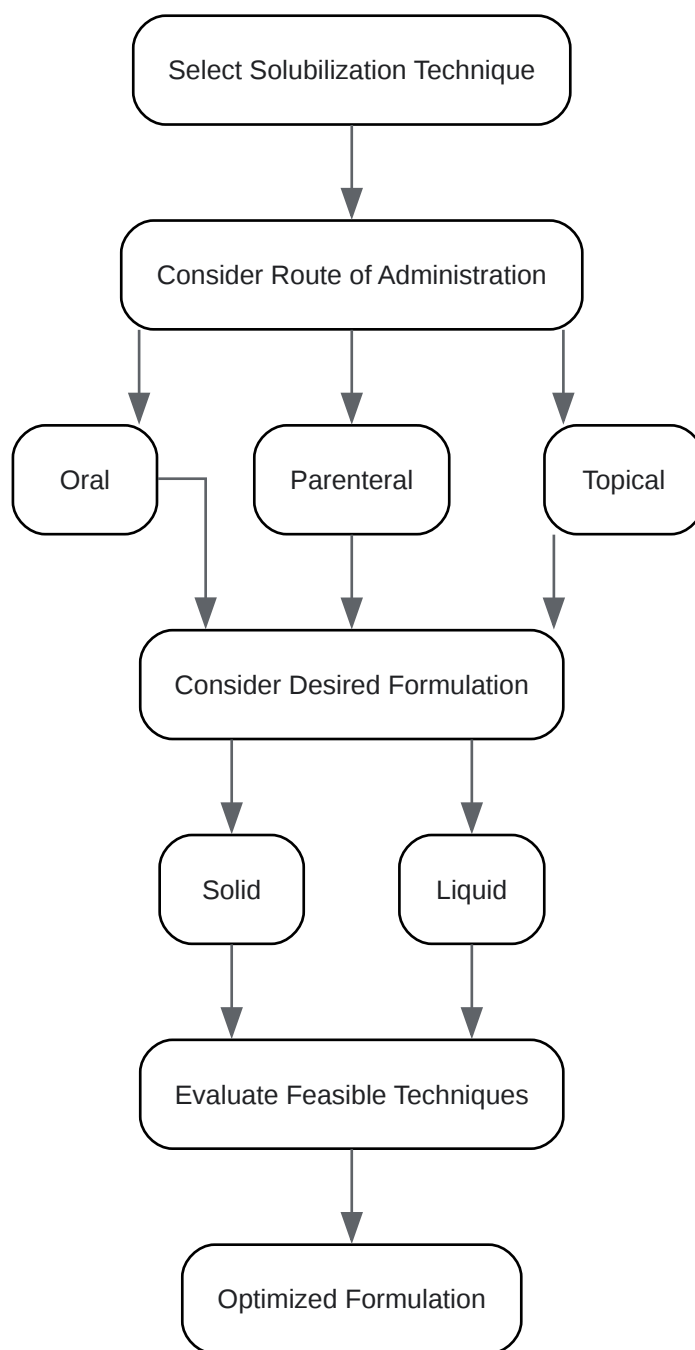 Select Solubilization Technique
Consider Route of Administration
Oral
Parenteral
Topical
Consider Desired Formulation
Solid
Liquid
Evaluate Feasible Techniques
Optimized Formulation